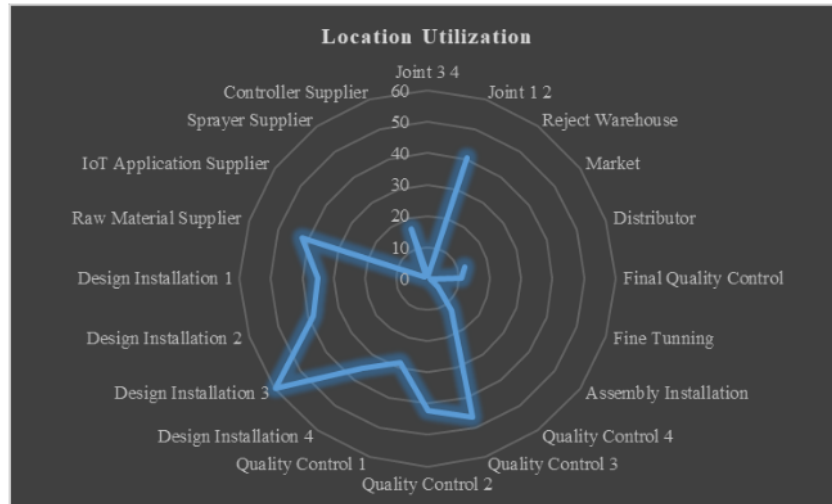 Location Utilization
Joint 3 4
Controller Supplier
Joint 1 2
Sprayer Supplier
Reject Warehouse
IoT Application Supplier
Market
Raw Material Supplier
Distributor
Design Installation 1
Final Quality Control
Design Installation 2
Fine Tunning
Design Installation 3
Assembly Installation
Design Installation 4
Quality Control 4
Quality Control 1
Quality Control 3
Quality Control 2
60
50
40
30
20
10
0